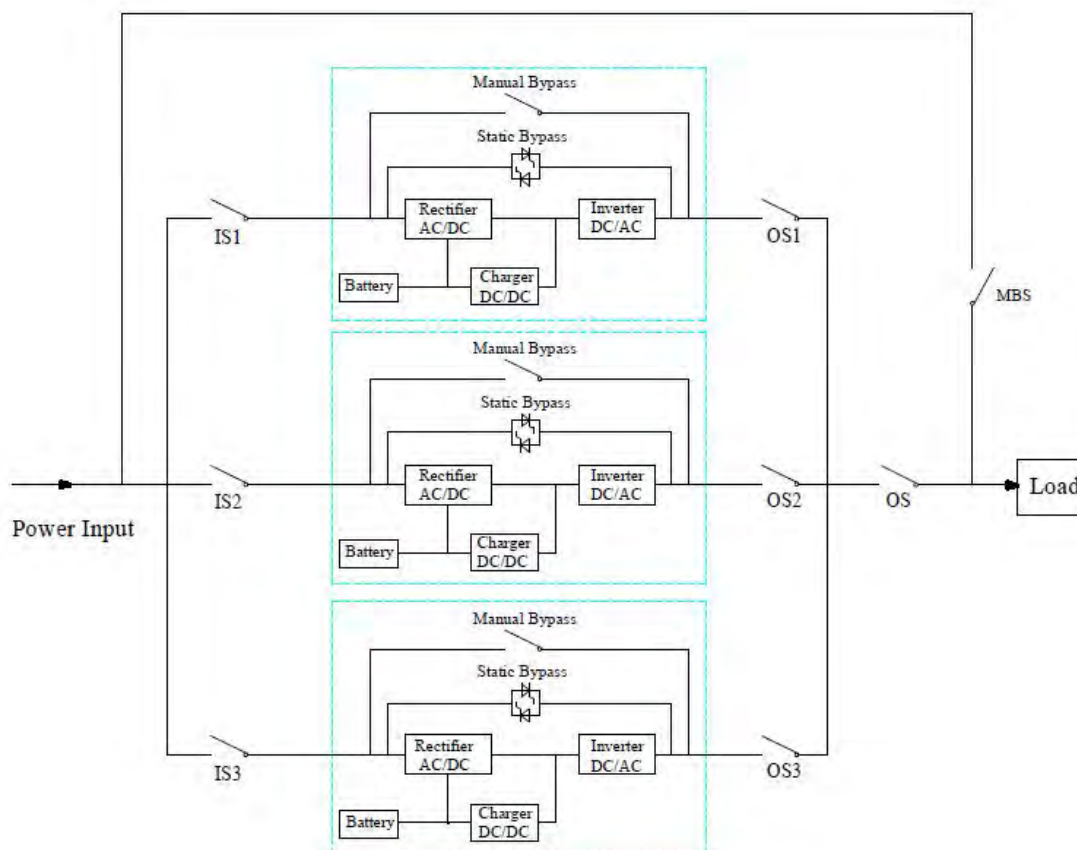 Manual Bypass
Static Bypass
Rectifier
AC/DC
Inverter
DC/AC
IS1
OS1
Battery
Charger
DC/DC
MBS
Manual Bypass
Static Bypass
Rectifier
AC/DC
Inverter
DC/AC
IS2
OS2
OS
Load
Power Input
Battery
Charger
DC/DC
Manual Bypass
Static Bypass
Rectifier
AC/DC
Inverter
DC/AC
IS3
OS3
Battery
Charger
DC/DC